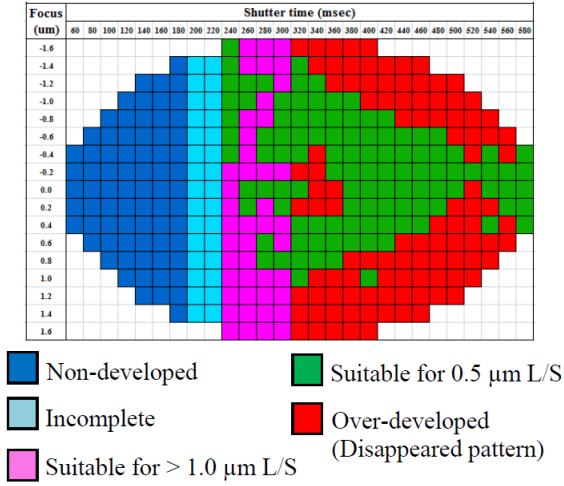 Focus (um) Shutter time (msec)
60 80 100 120 140 160 180 200 220 240 260 280 300 320 340 360 380 400 420 440 460 480 500 520 540 560 580
-1.6
-1.4
-1.2
-1.0
-0.8
-0.6
-0.4
-0.2
0.0
0.2
0.4
0.6
0.8
1.0
1.2
1.4
1.6
Non-developed
Incomplete
Suitable for > 1.0 μm L/S
Suitable for 0.5 μm L/S
Over-developed
(Disappeared pattern)